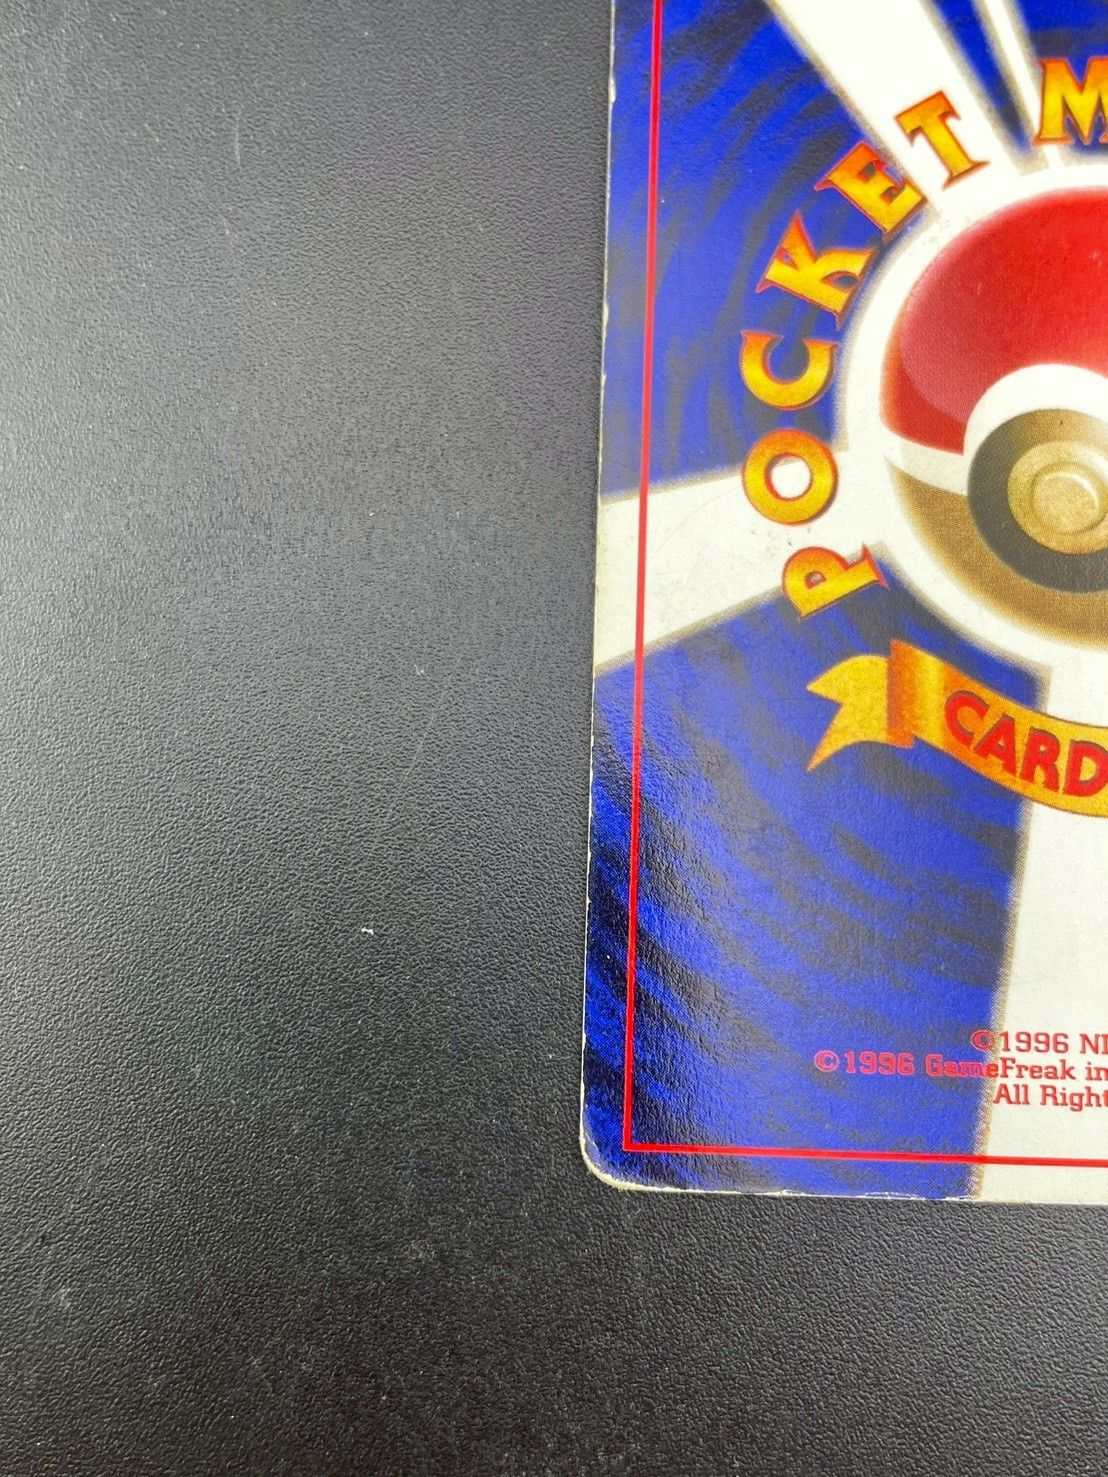 POCKET M
CARD
©1996 NI
©1996 GameFreak in
All Right